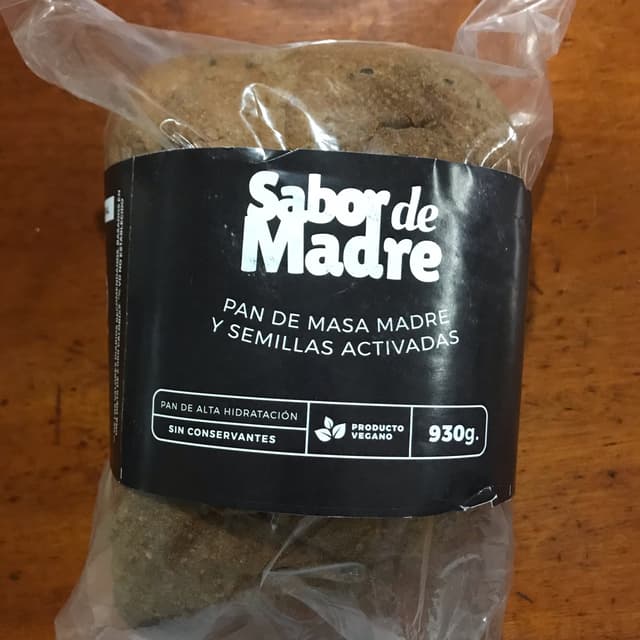 Sabor de
Madre
PAN DE MASA MADRE
Y SEMILLAS ACTIVADAS
PAN DE ALTA HIDRATACIÓN
SIN CONSERVANTES
PRODUCTO
VEGANO
930g.